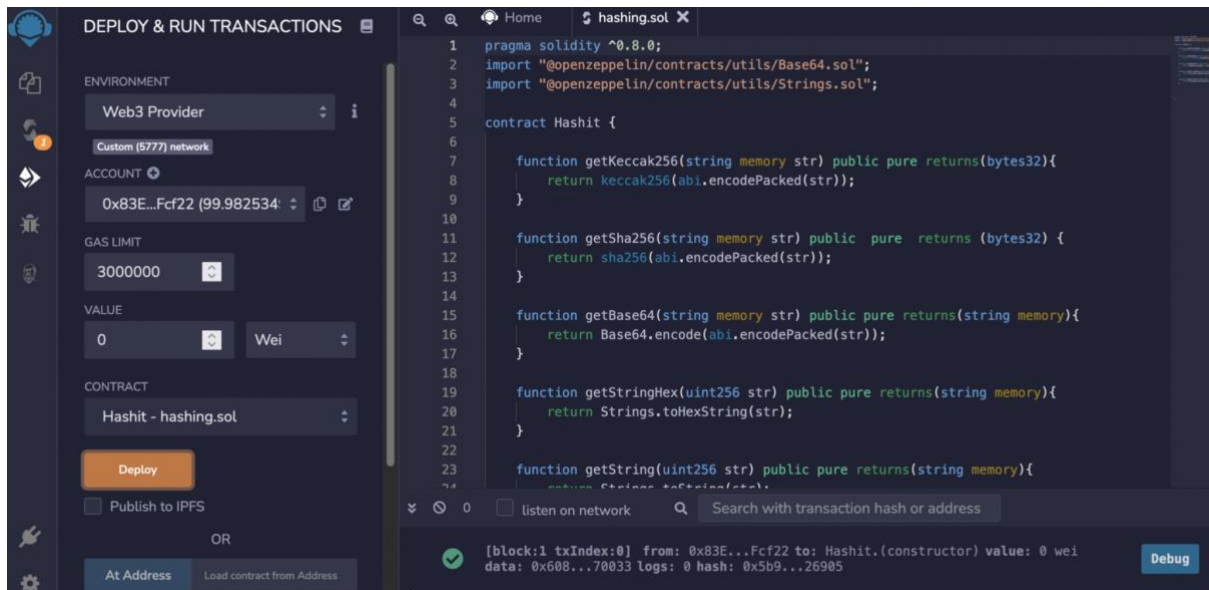 DEPLOY & RUN TRANSACTIONS
ENVIRONMENT
Web3 Provider
i
Custom (5777) network
ACCOUNT
0x83E...Fcf22 (99.982534
GAS LIMIT
3000000
VALUE
0
Wei
CONTRACT
Hashit - hashing.sol
Deploy
Publish to IPFS
OR
At Address
Load contract from Address
1
Home
hashing.sol
1 pragma solidity ^0.8.0;
2 import "@openzeppelin/contracts/utils/Base64.sol";
3 import "@openzeppelin/contracts/utils/Strings.sol";
4
5 contract Hashit {
6
7 function getKeccak256(string memory str) public pure returns(bytes32){
8 return keccak256(abi.encodePacked(str));
9 }
10
11 function getSha256(string memory str) public  pure  returns (bytes32) {
12 return sha256(abi.encodePacked(str));
13 }
14
15 function getBase64(string memory str) public pure returns(string memory){
16 return Base64.encode(abi.encodePacked(str));
17 }
18
19 function getStringHex(uint256 str) public pure returns(string memory){
20 return Strings.toHexString(str);
21 }
22
23 function getString(uint256 str) public pure returns(string memory){
24 return Strings.toString(str);
0
listen on network
Search with transaction hash or address
[block:1 txIndex:0] from: 0x83E...Fcf22 to: Hashit.(constructor) value: 0 wei
data: 0x608...70033 logs: 0 hash: 0x5b9...26905
Debug